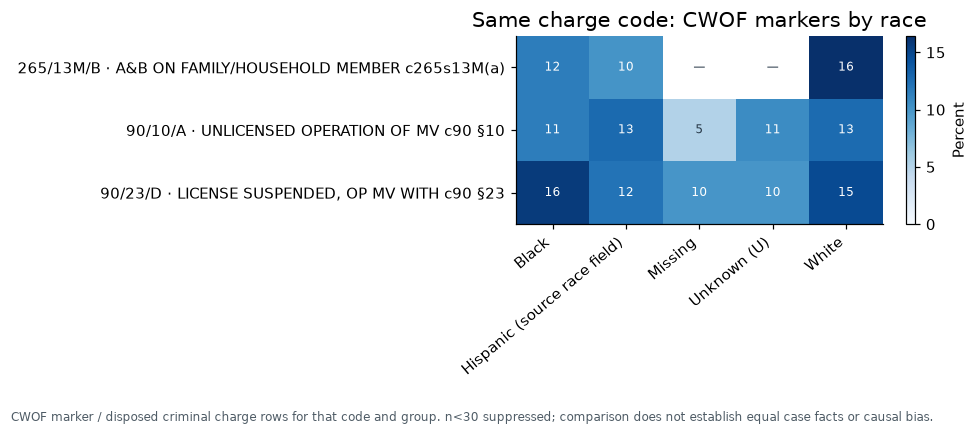 Same charge code: CWOF markers by race
265/13M/B · A&B ON FAMILY/HOUSEHOLD MEMBER c265s13M(a)
12 10 — — 16
90/10/A · UNLICENSED OPERATION OF MV c90 §10
11 13 5 11 13
90/23/D · LICENSE SUSPENDED, OP MV WITH c90 §23
16 12 10 10 15
Black
Hispanic (source race field)
Missing
Unknown (U)
White
15
10
5
0
Percent
CWOF marker / disposed criminal charge rows for that code and group. n<30 suppressed; comparison does not establish equal case facts or causal bias.